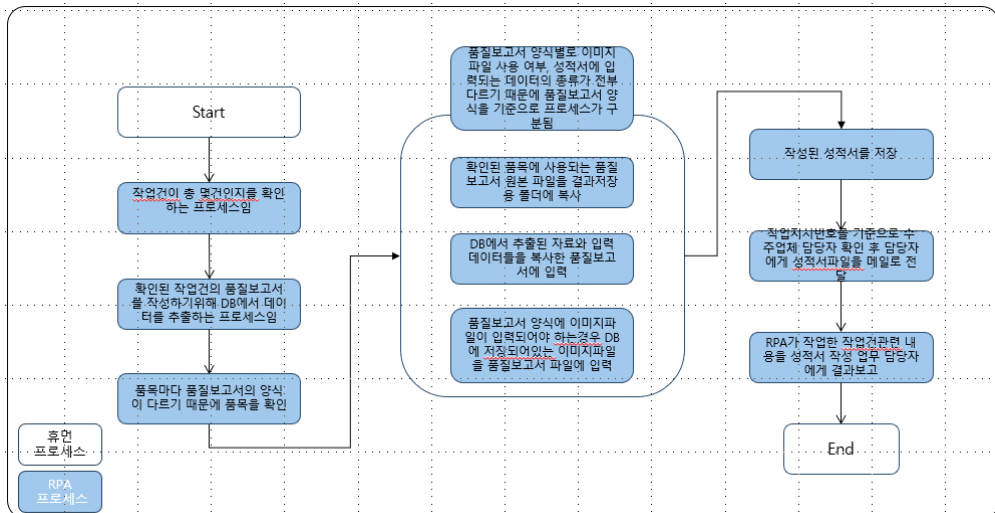 Start
작업건이 총 몇건인지를 확인
하는 프로세스임
확인된 작업건의 품질보고서
를 작성하기위해 DB에서 데이
터를 추출하는 프로세스임
품목마다 품질보고서의 양식
이 다르기 때문에 품목을 확인
휴먼
프로세스
RPA
프로세스
품질보고서 양식별로 이미지
파일 사용 여부, 성적서에 입
력되는 데이터의 종류가 전부
다르기 때문에 품질보고서 양
식을 기준으로 프로세스가 구
분됨
확인된 품목에 사용되는 품질
보고서 원본 파일을 결과저장
용 폴더에 복사
DB에서 추출된 자료와 입력
데이터들을 복사한 품질보고
서에 입력
품질보고서 양식에 이미지파
일이 입력되어야 하는경우 DB
에 저장되어있는 이미지파일
을 품질보고서 파일에 입력
작성된 성적서를 저장
작업지시번호를 기준으로 수
주업체 담당자 확인 후 담당자
에게 성적서파일을 메일로 전
달
RPA가 작업한 작업건관련 내
용을 성적서 작성 업무 담당자
에게 결과보고
End